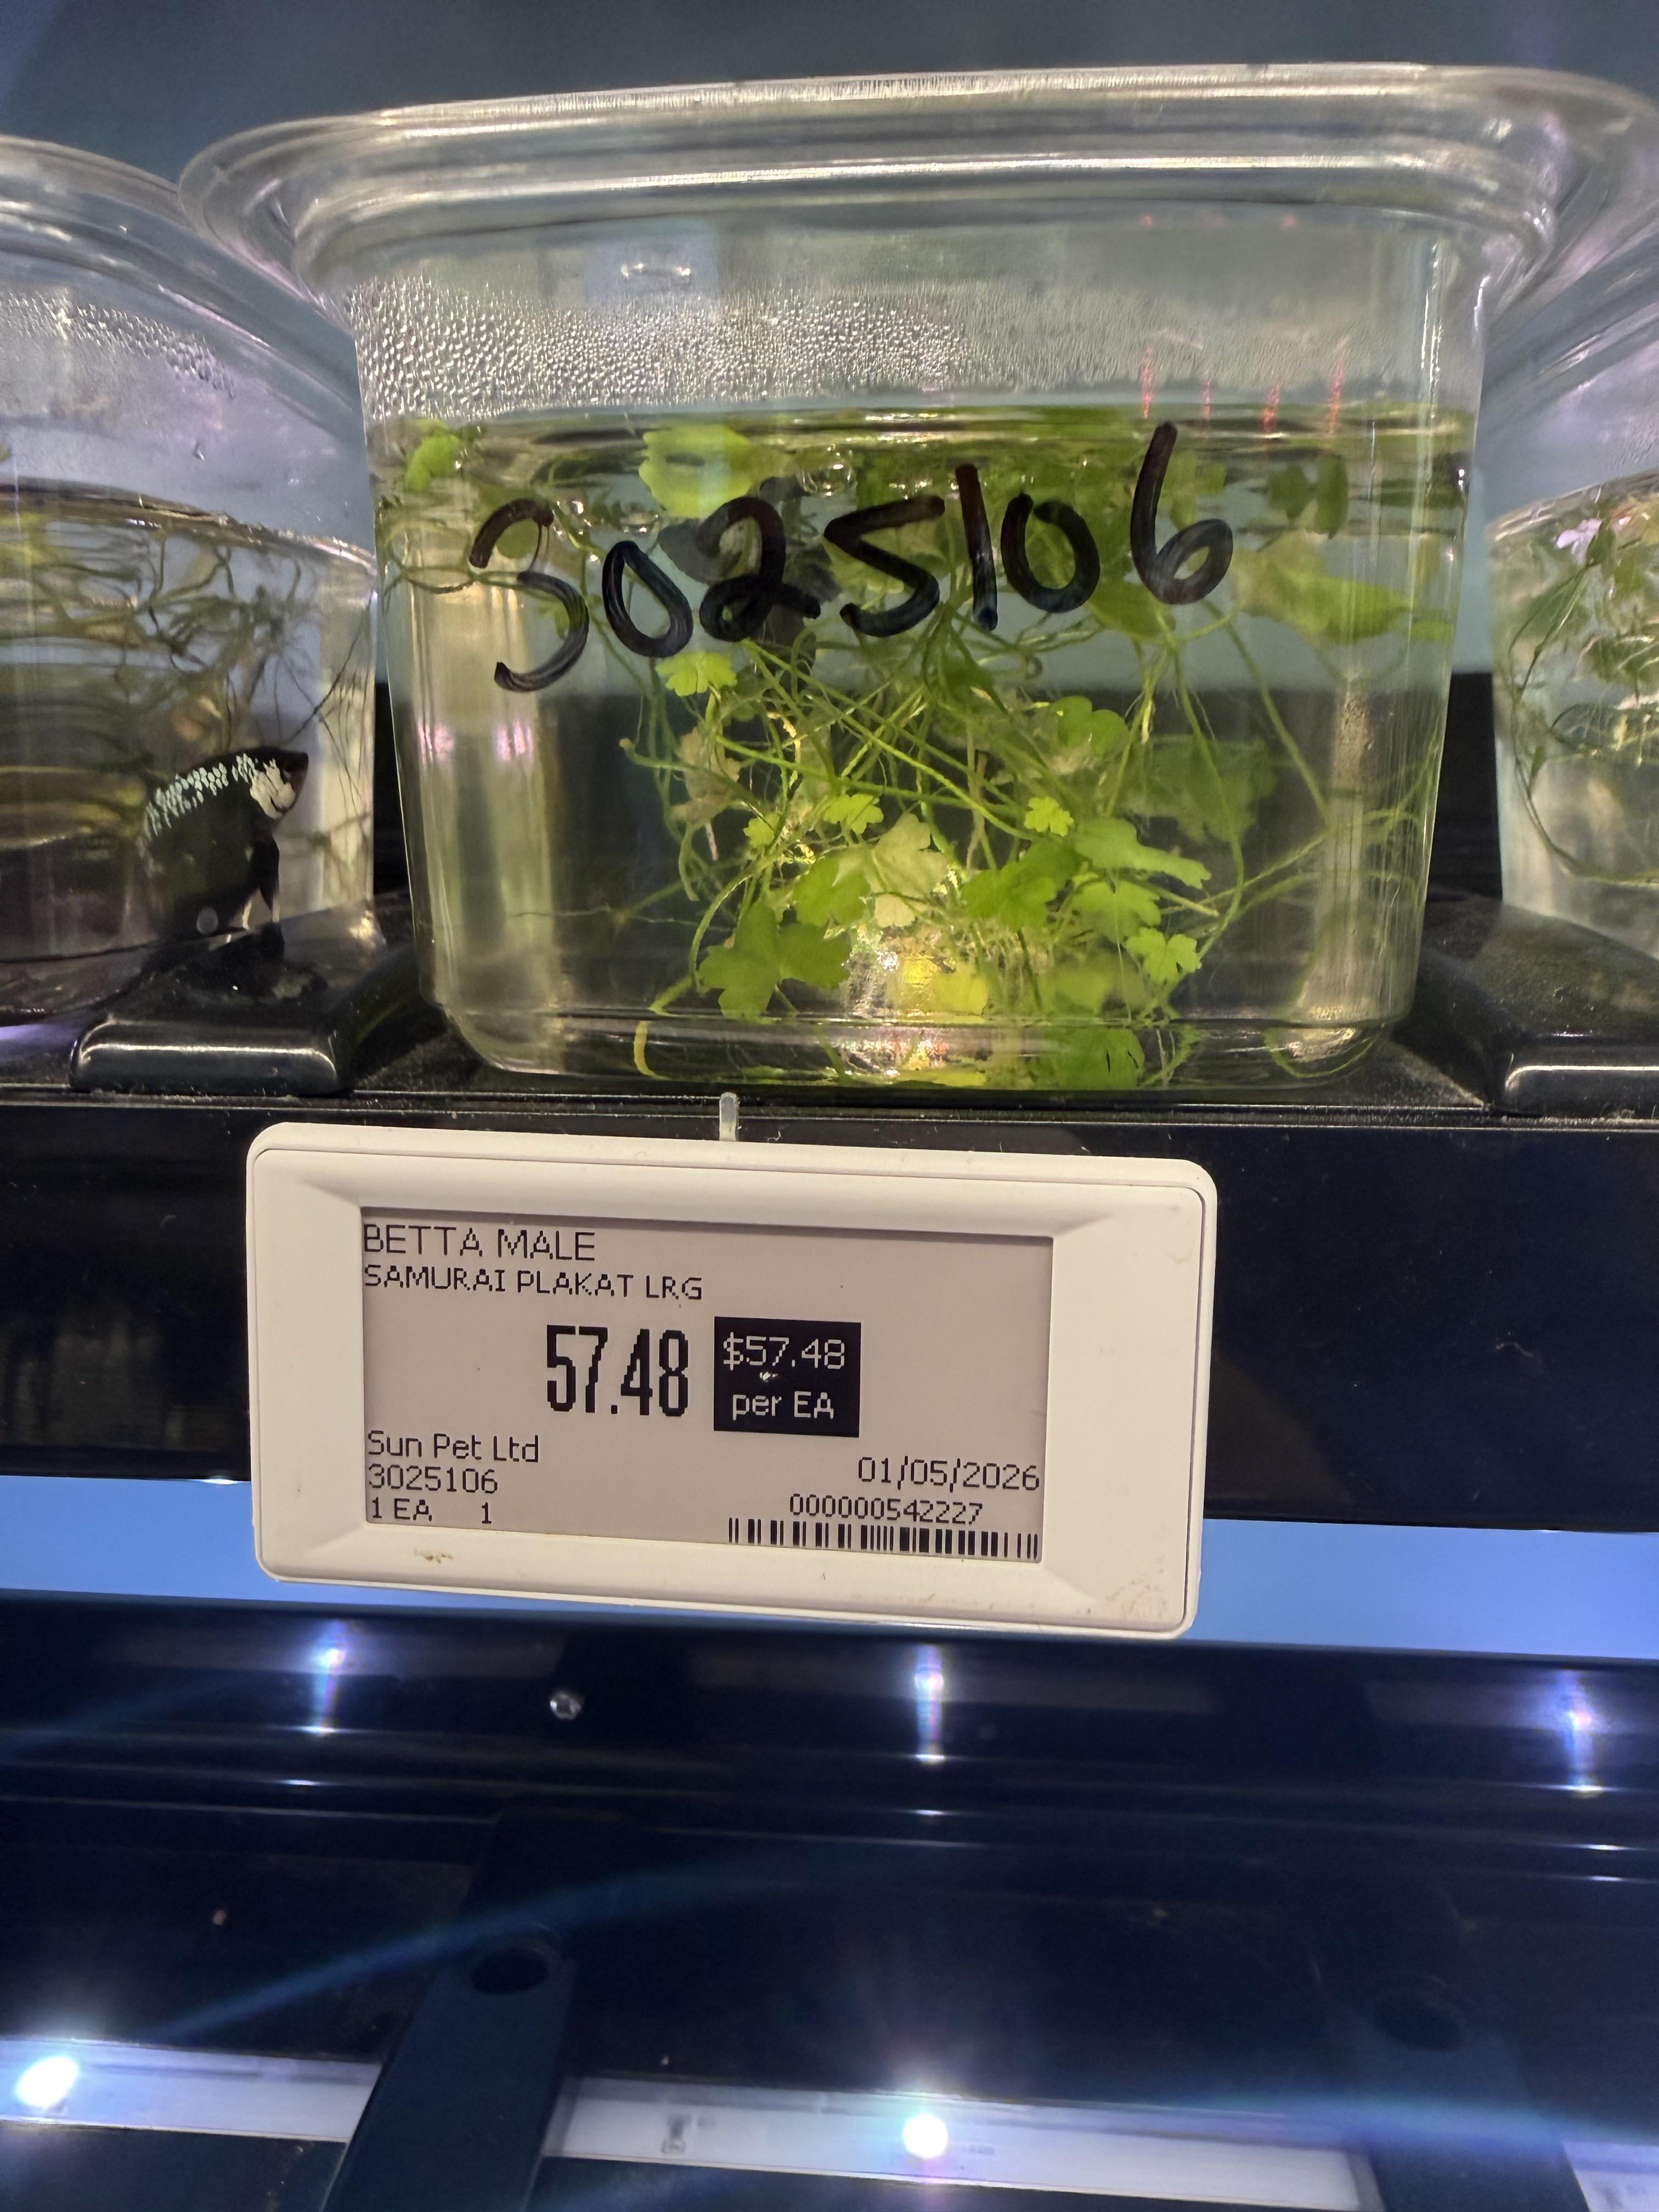 3025106
BETTA MALE
SAMURAI PLAKAT LRG
57.48
$57.48
per EA
Sun Pet Ltd
3025106
1 EA 1
01/05/2026
000000542227